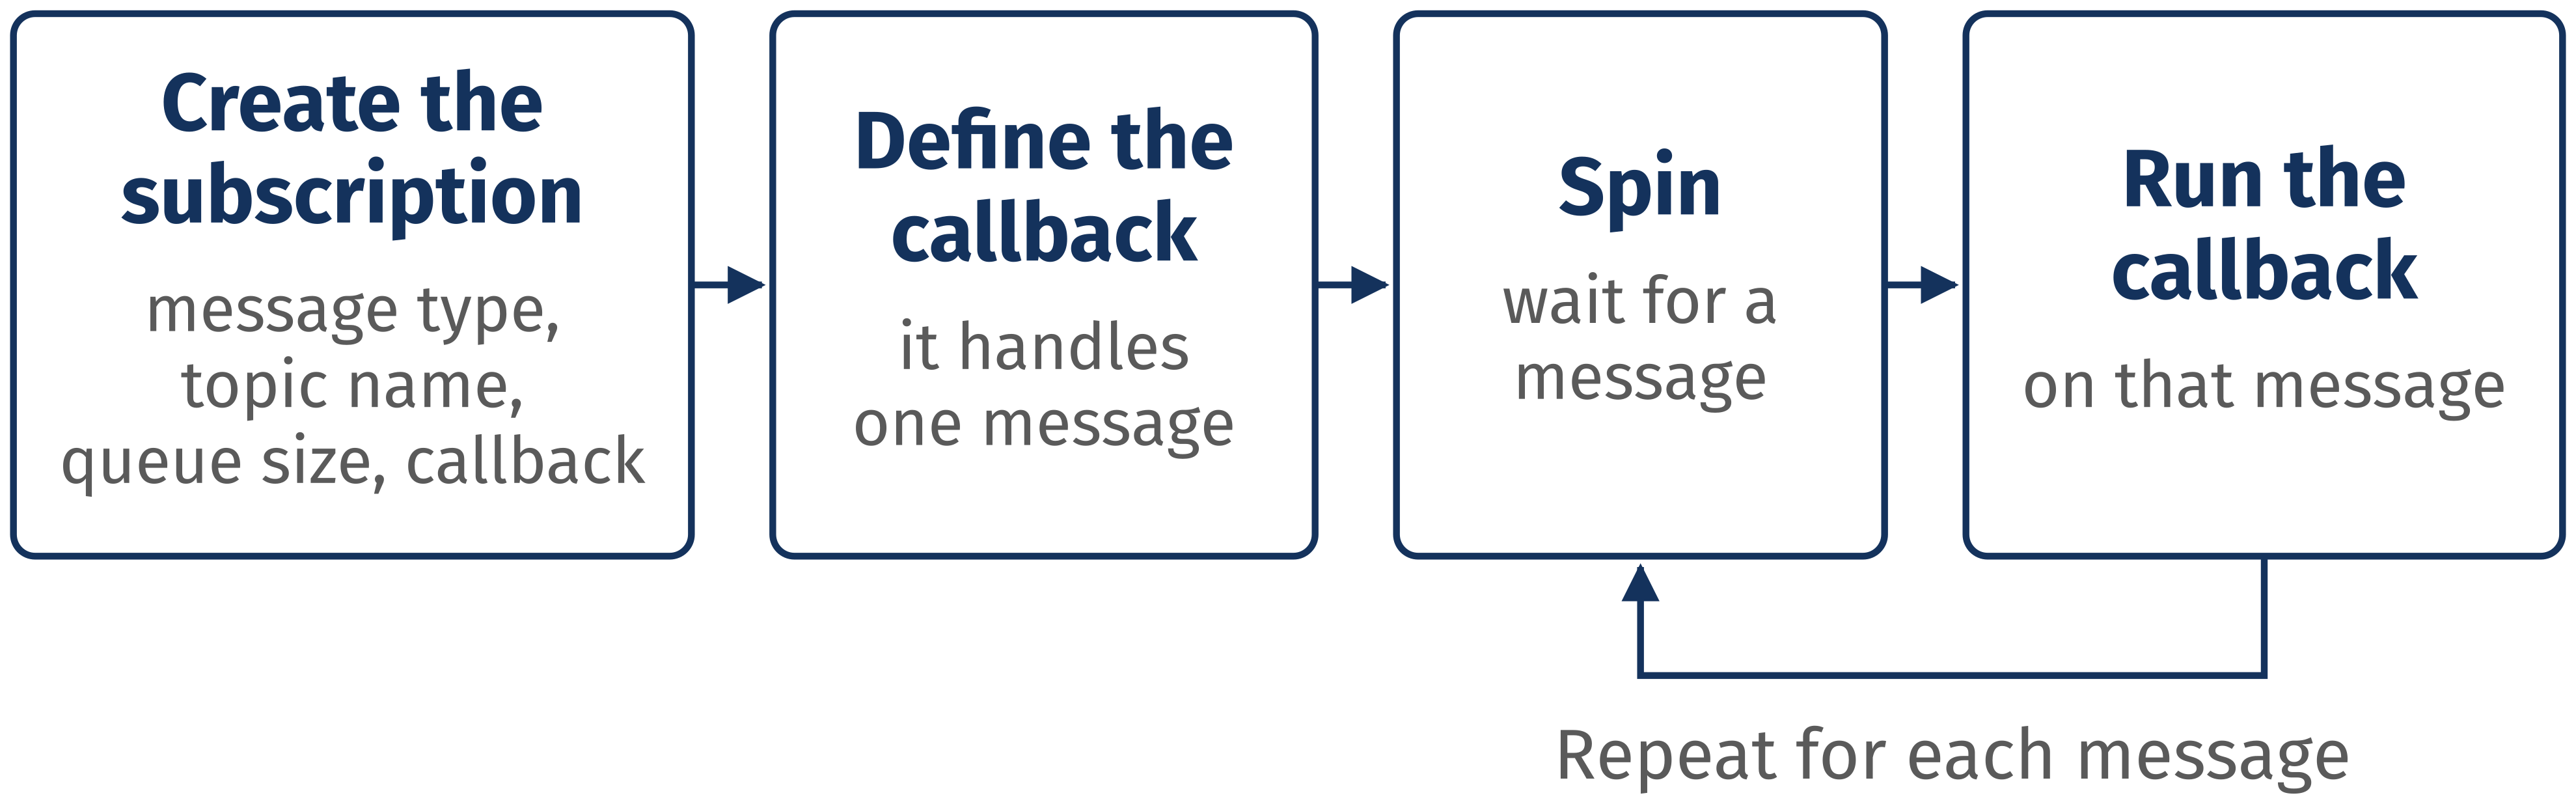 Create the
subscription
message type,
topic name,
queue size, callback
Define the
callback
it handles
one message
Spin
wait for a
message
Run the
callback
on that message
Repeat for each message